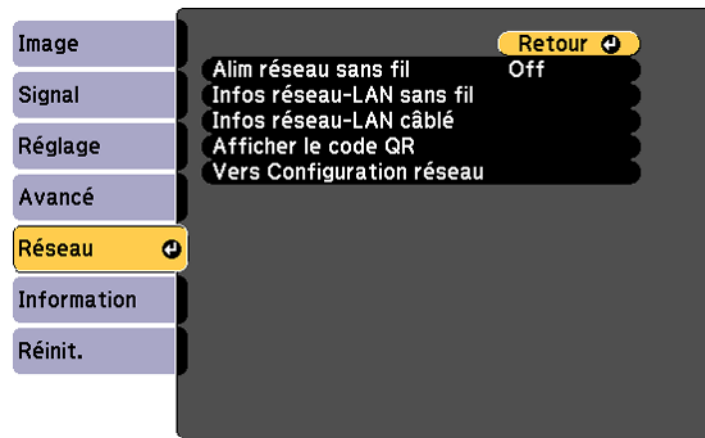 Image
Signal
Réglage
Avancé
Réseau
Information
Réinit.
Retour
Alim réseau sans fil Off
Infos réseau-LAN sans fil
Infos réseau-LAN câblé
Afficher le code QR
Vers Configuration réseau